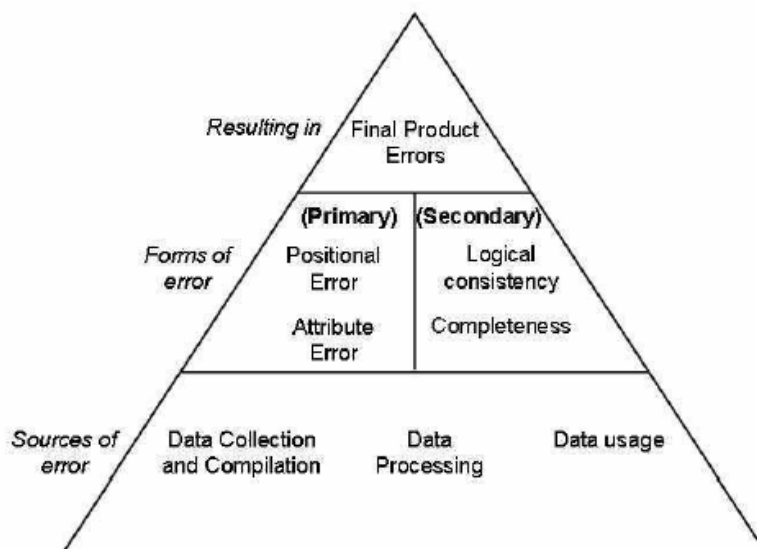 Resulting in
Final Product
Errors
(Primary)
(Secondary)
Forms of
error
Positional
Error
Logical
consistency
Attribute
Error
Completeness
Sources of
error
Data Collection
and Compilation
Data
Processing
Data usage